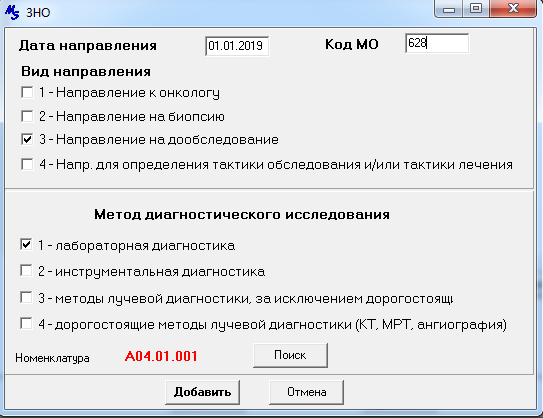 MS ЗНО
Дата направления 01.01.2019 Код МО 628
Вид направления
1 - Направление к онкологу
2 - Направление на биопсию
3 - Направление на дообследование
4 - Напр. для определения тактики обследования и/или тактики лечения
Метод диагностического исследования
1 - лабораторная диагностика
2 - инструментальная диагностика
3 - методы лучевой диагностики, за исключением дорогостоящ
4 - дорогостоящие методы лучевой диагностики (КТ, МРТ, ангиография)
Номенклатура A04.01.001 Поиск
Добавить Отмена